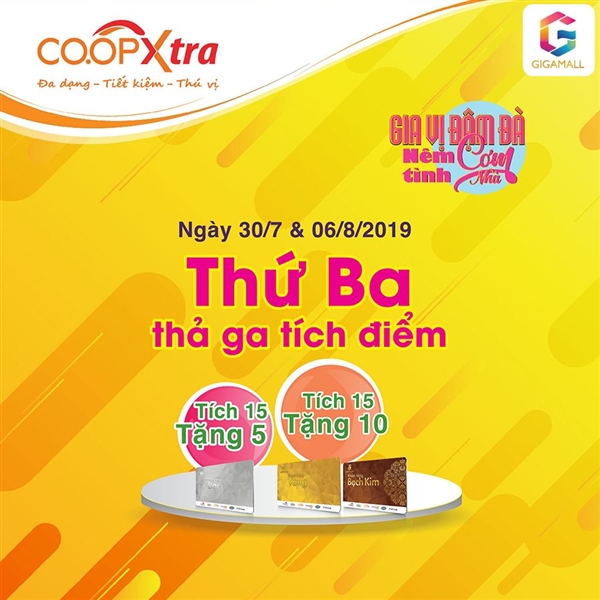 CO.OPXtra
Đa dạng - Tiết kiệm - Thú vị
GIGAMALL
GIA VỊ ĐẬM ĐÀ
Nêm Cơm
tình Nhà
Ngày 30/7 & 06/8/2019
Thứ Ba
thả ga tích điểm
Tích 15
Tặng 5
Tích 15
Tặng 10
Bạch Kim